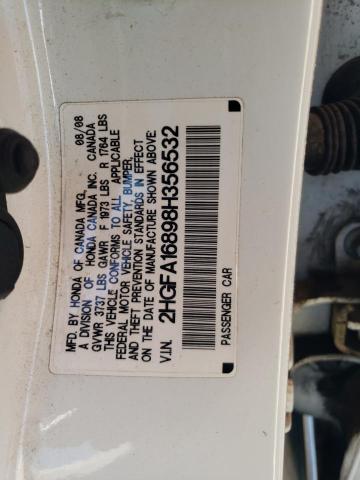 MFD. BY HONDA OF CANADA MFG. 08/08
A DIVISION OF HONDA CANADA INC. CANADA
GVWR 3737 LBS GAWR F 1973 LBS R 1764 LBS
THIS VEHICLE CONFORMS TO ALL APPLICABLE
FEDERAL MOTOR VEHICLE SAFETY, BUMPER,
AND THEFT PREVENTION STANDARDS IN EFFECT
ON THE DATE OF MANUFACTURE SHOWN ABOVE.
V.I.N. 2HGFA16898H356532
PASSENGER CAR